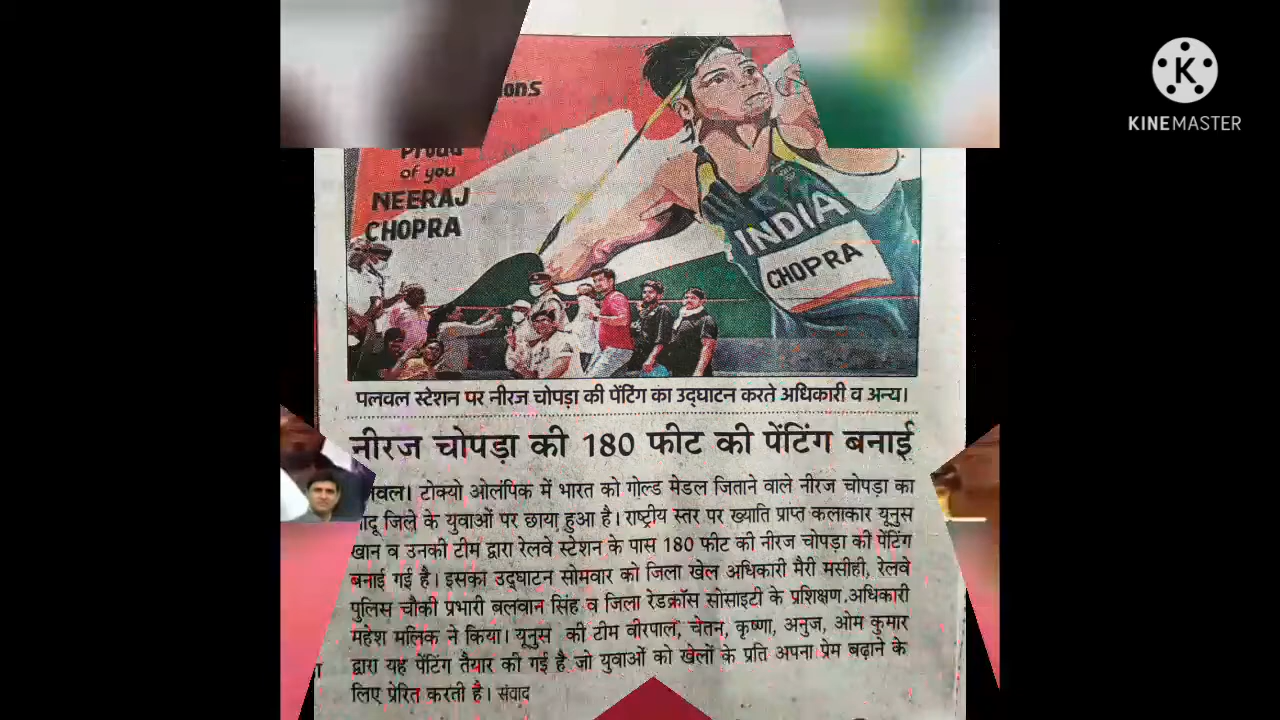 ons
Proud
of you
NEERAJ
CHOPRA
INDIA
CHOPRA
KINEMASTER
पलवल स्टेशन पर नीरज चोपड़ा की पेंटिंग का उद्घाटन करते अधिकारी व अन्य।
नीरज चोपड़ा की 180 फीट की पेंटिंग बनाई
वल। टोक्यो ओलंपिक में भारत को गोल्ड मेडल जिताने वाले नीरज चोपड़ा का
ादू जिले के युवाओं पर छाया हुआ है। राष्ट्रीय स्तर पर ख्याति प्राप्त कलाकार यूनुस
खान व उनकी टीम द्वारा रेलवे स्टेशन के पास 180 फीट की नीरज चोपड़ा की पेंटिंग
बनाई गई है। इसका उद्घाटन सोमवार को जिला खेल अधिकारी मैरी मसीही, रेलवे
पुलिस चौकी प्रभारी बलवान सिंह व जिला रेडक्रॉस सोसाइटी के प्रशिक्षण अधिकारी
महेश मलिक ने किया। यूनुस की टीम वीरपाल, चेतन, कृष्णा, अनुज, ओम कुमार
द्वारा यह पेंटिंग तैयार की गई है जो युवाओं को खेलों के प्रति अपना प्रेम बढ़ाने के
लिए प्रेरित करती है। संवाद